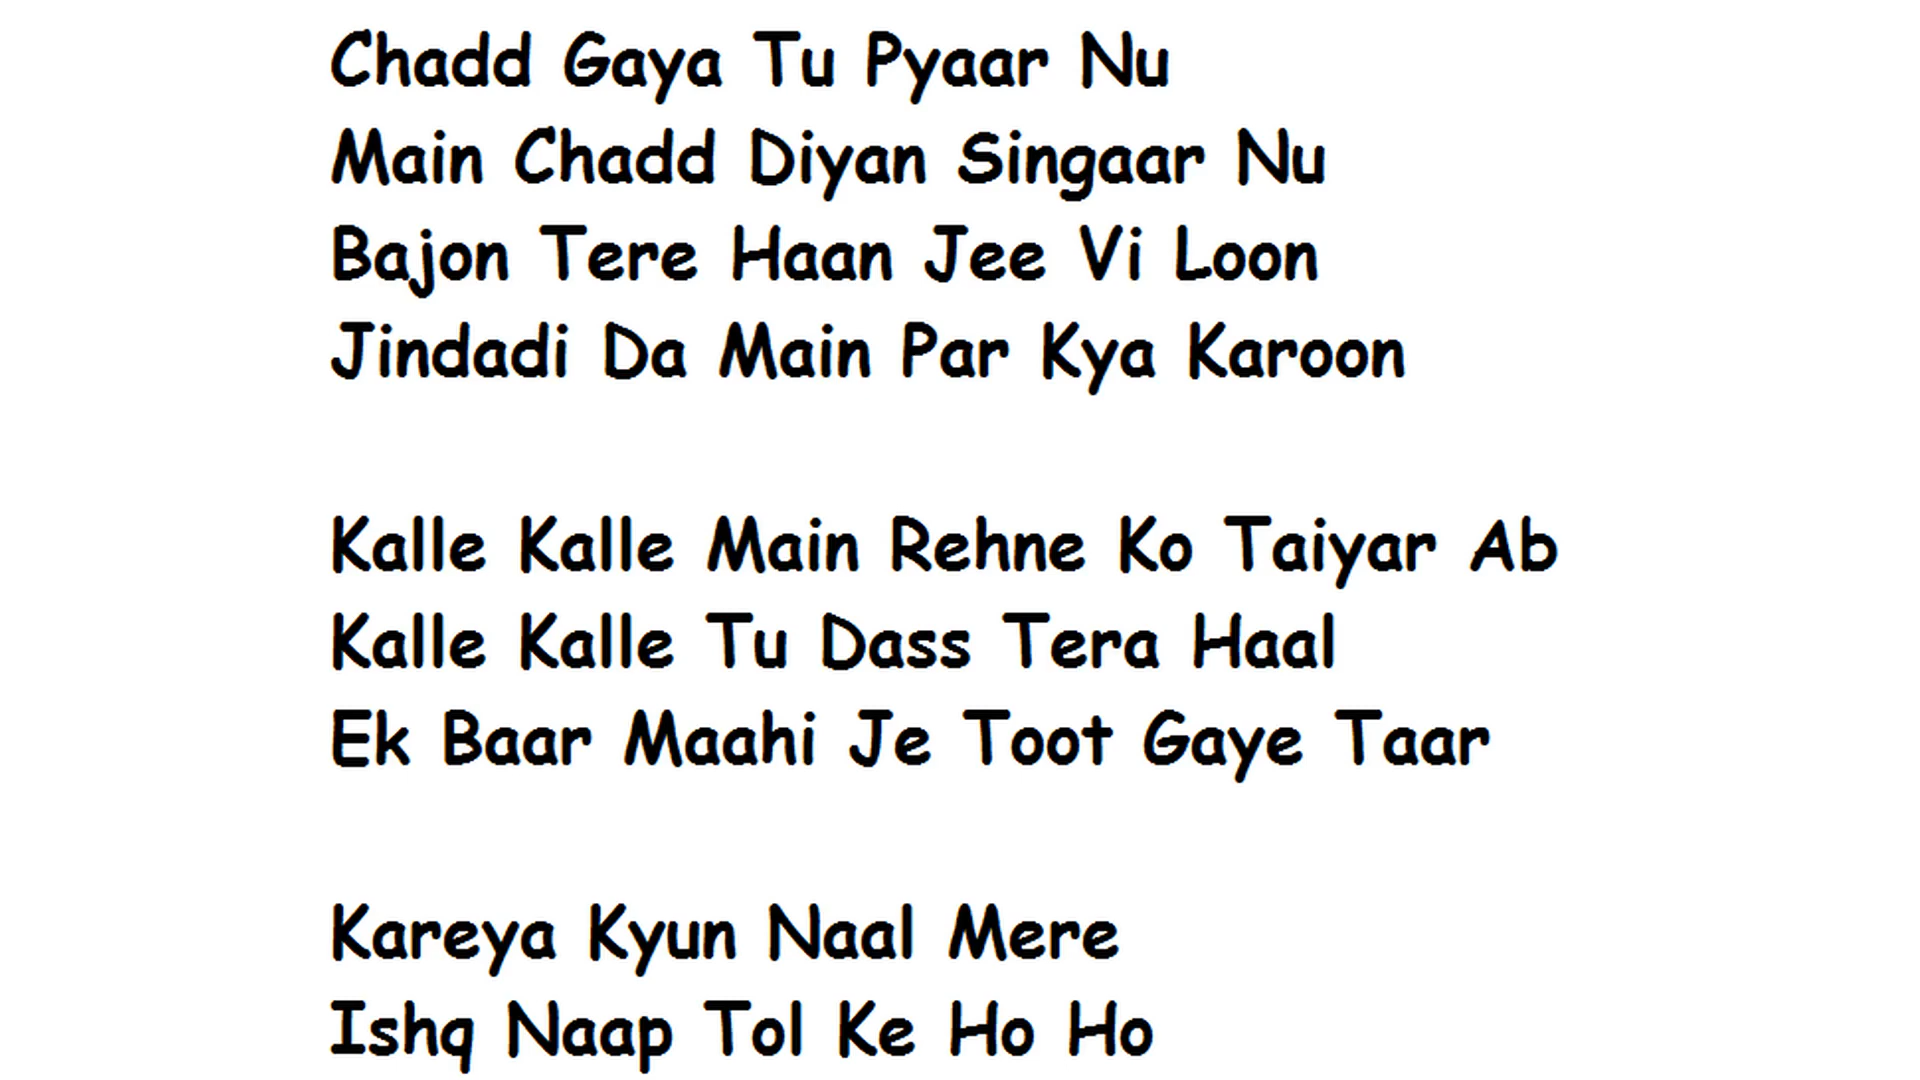 Chadd Gaya Tu Pyaar Nu
Main Chadd Diyan Singaar Nu
Bajon Tere Haan Jee Vi Loon
Jindadi Da Main Par Kya Karoon
Kalle Kalle Main Rehne Ko Taiyar Ab
Kalle Kalle Tu Dass Tera Haal
Ek Baar Maahi Je Toot Gaye Taar
Kareya Kyun Naal Mere
Ishq Naap Tol Ke Ho Ho